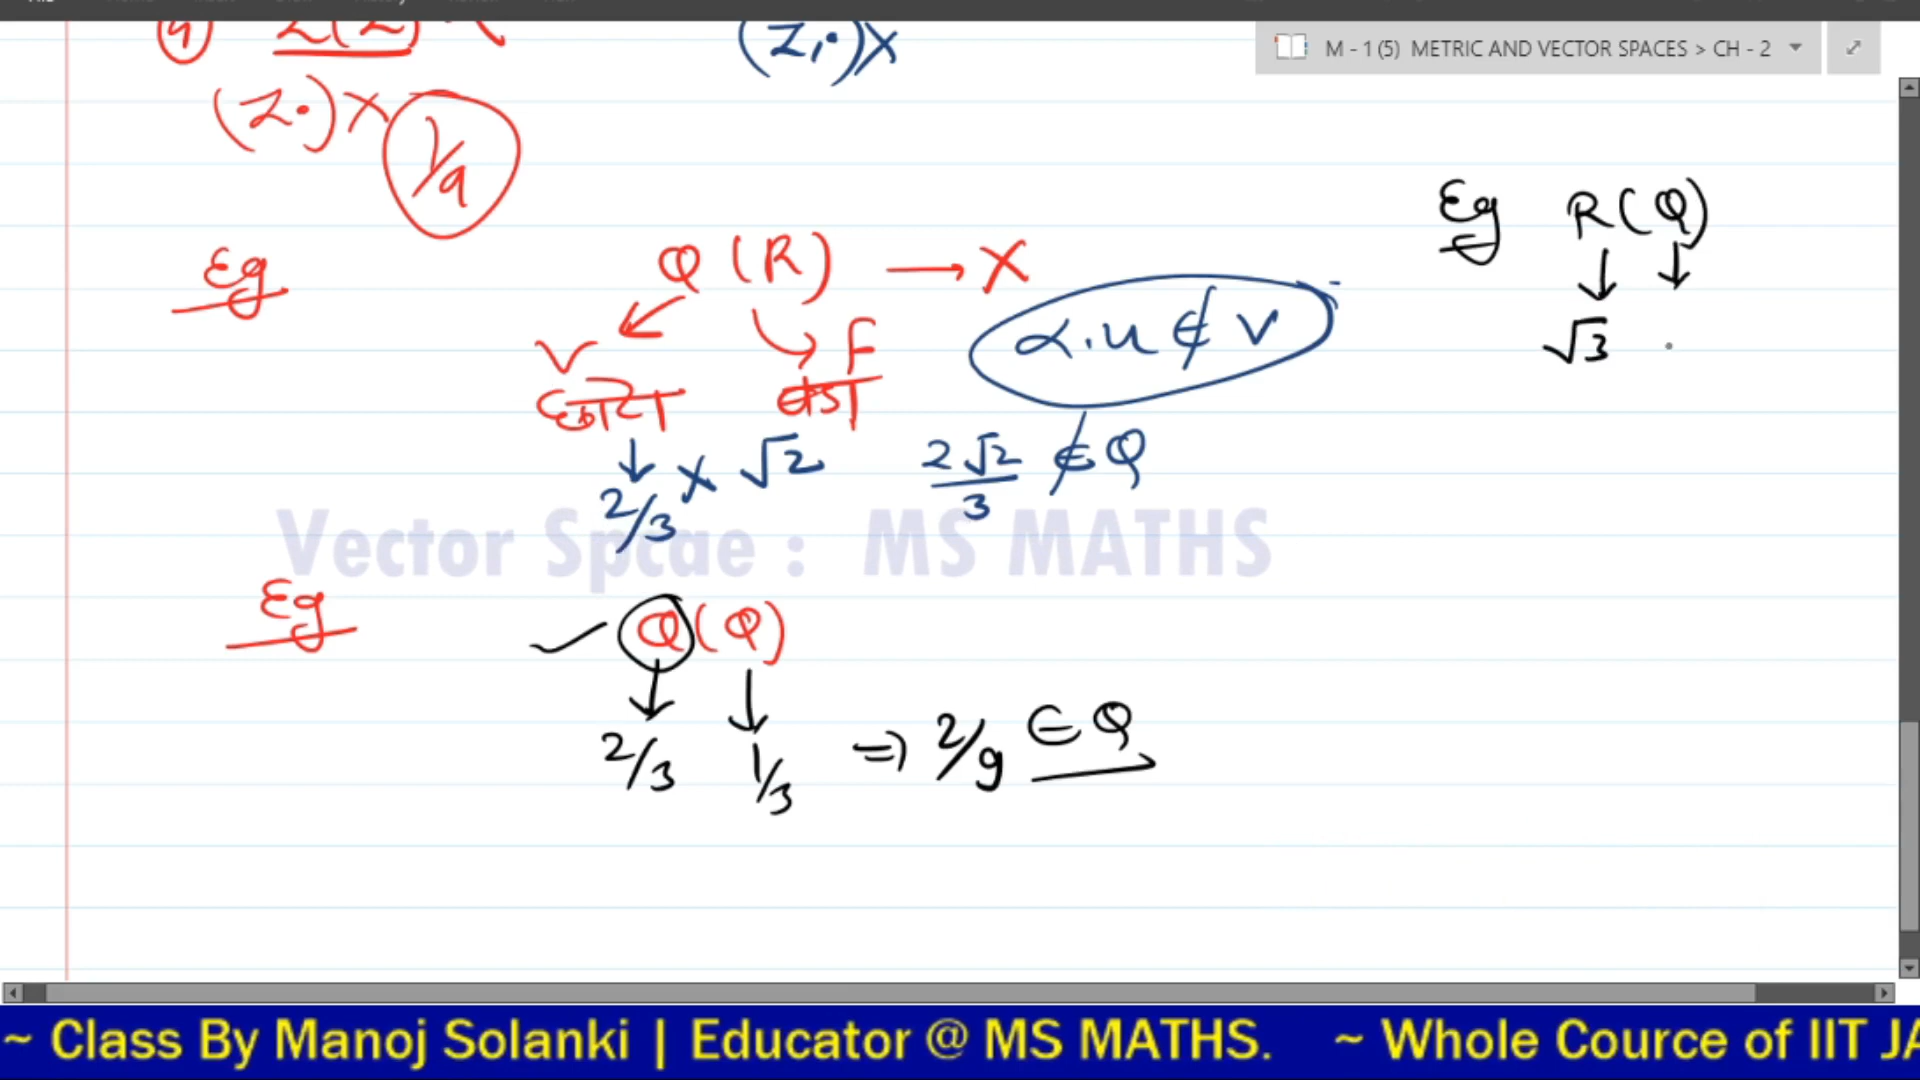 M - 1 (5) METRIC AND VECTOR SPACES > CH - 2
(Z,·)X
(Z·)X
1/a
Eg Q (R) → X
V F
α.u ∉ V
2/3 X √2 2√2/3 ∉ Q
Eg R(Q)
√3
Vector Spcae : MS MATHS
Eg Q(Q)
2/3 1/3 ⇒ 2/9 ∈ Q
~ Class By Manoj Solanki | Educator @ MS MATHS. ~ Whole Cource of IIT JA